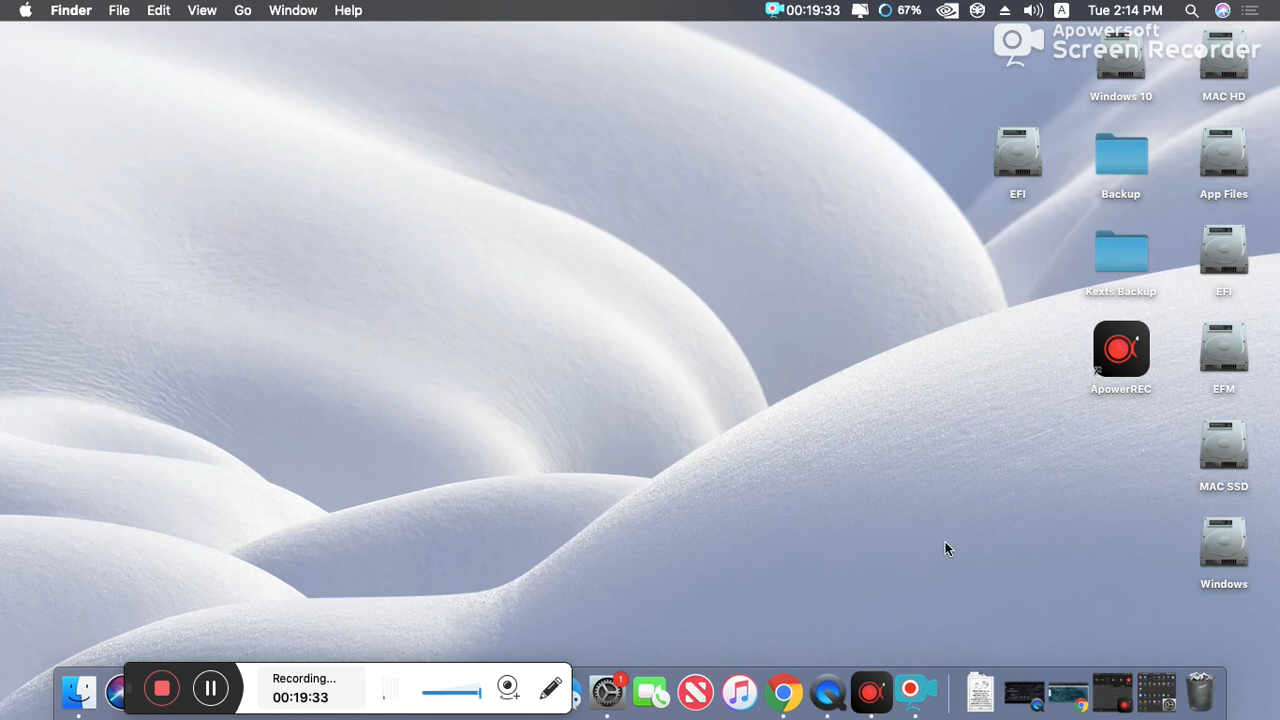 Finder File Edit View Go Window Help 00:19:33 67% A Tue 2:14 PM
Apowersoft
Screen Recorder
Windows 10 MAC HD
EFI Backup App Files
Kexts Backup EFI
ApowerREC EFM
MAC SSD
Windows
Recording...
00:19:33
1